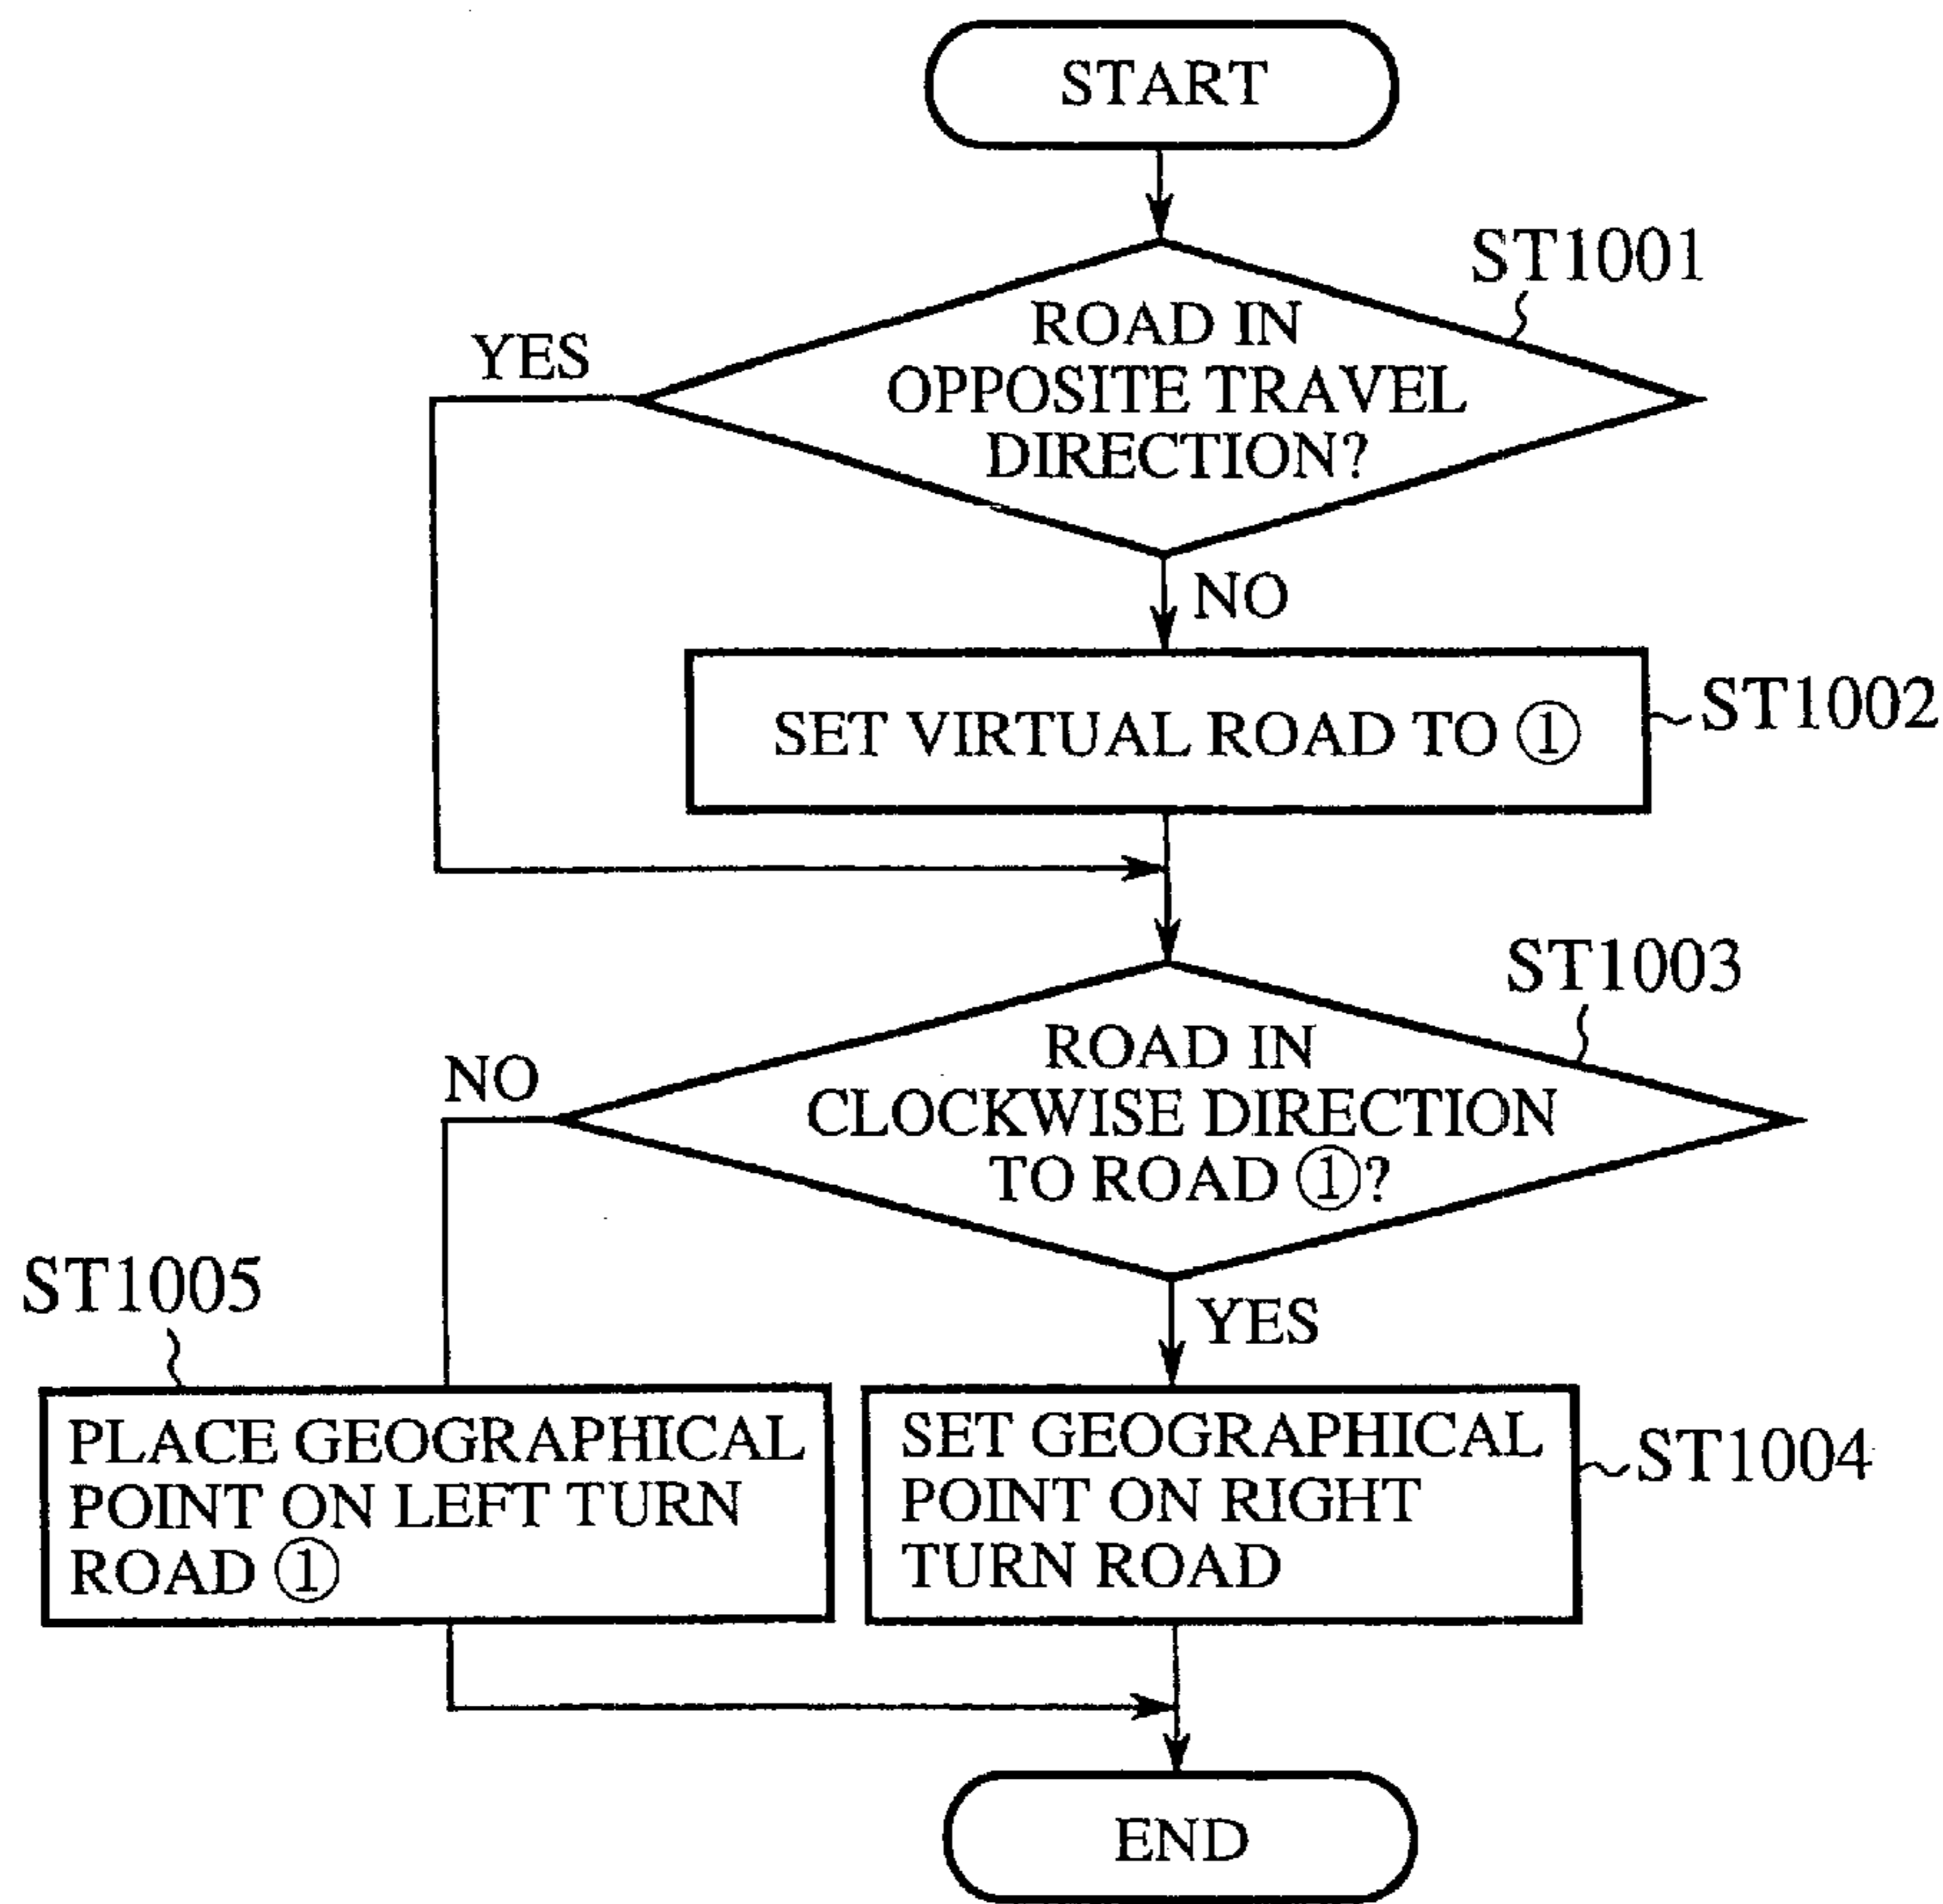 START
ST1001
ROAD IN
OPPOSITE TRAVEL
DIRECTION?
YES
NO
SET VIRTUAL ROAD TO ①
ST1002
ST1003
ROAD IN
CLOCKWISE DIRECTION
TO ROAD ①?
NO
YES
ST1005
PLACE GEOGRAPHICAL
POINT ON LEFT TURN
ROAD ①
SET GEOGRAPHICAL
POINT ON RIGHT
TURN ROAD
ST1004
END